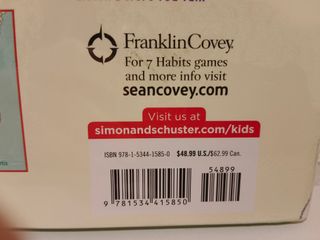 FranklinCovey
For 7 Habits games
and more info visit
seancovey.com
Visit us at
simonandschuster.com/kids
ISBN 978-1-5344-1585-0 $48.99 U.S./$62.99 Can.
54899
9 781534 415850